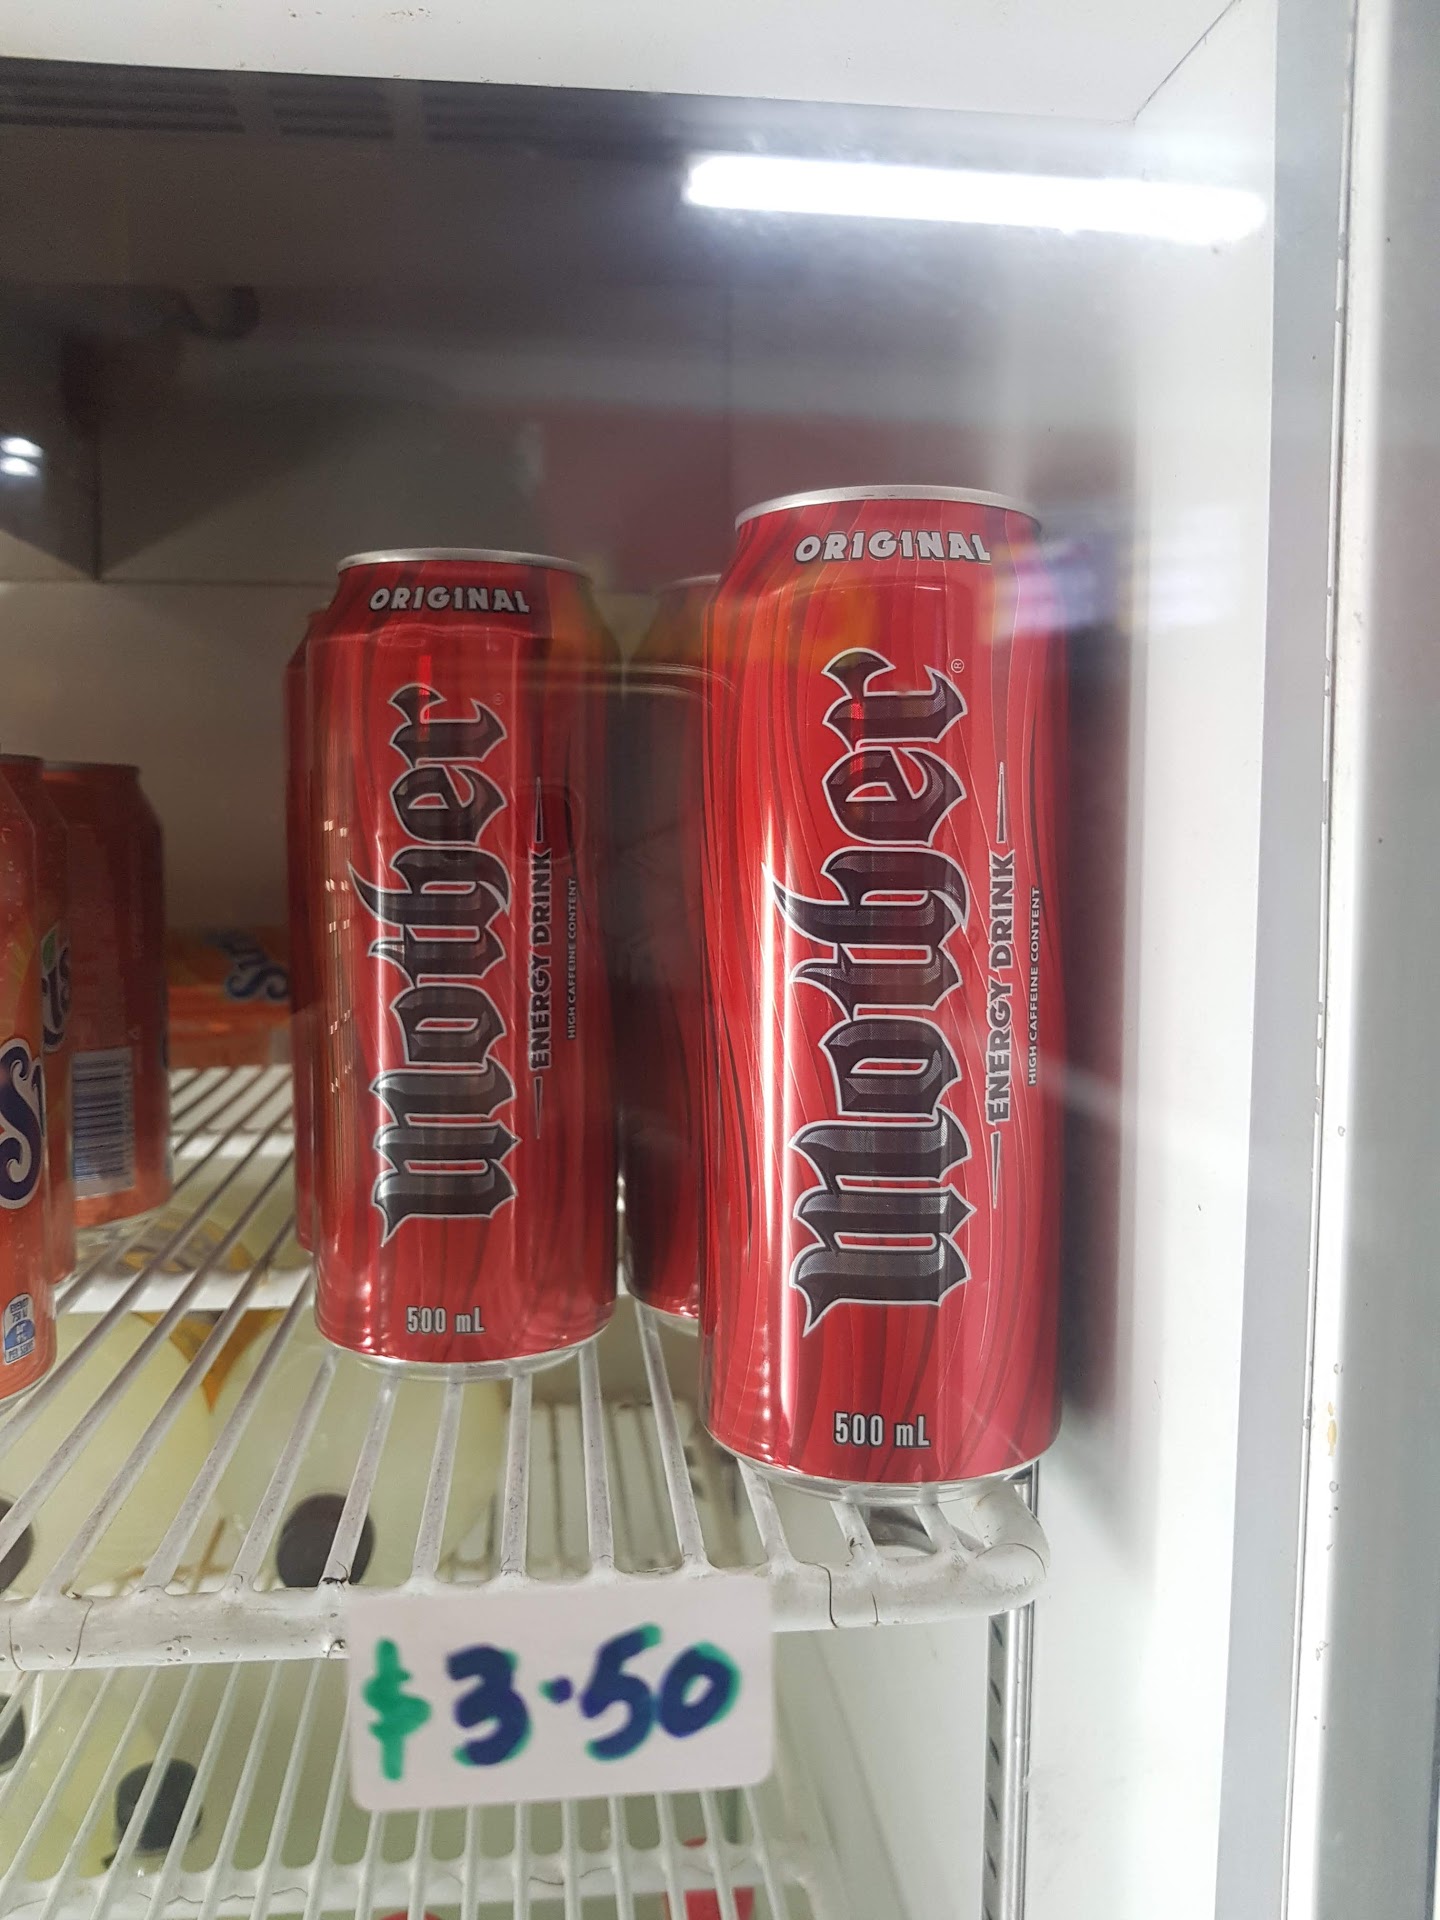 ORIGINAL
mother
ENERGY DRINK
HIGH CAFFEINE CONTENT
500 mL
ORIGINAL
mother
®
ENERGY DRINK
HIGH CAFFEINE CONTENT
500 mL
$3.50